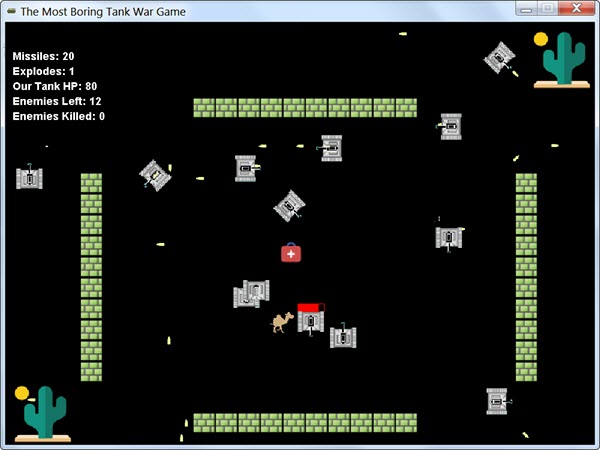 The Most Boring Tank War Game
Missiles: 20
Explodes: 1
Our Tank HP: 80
Enemies Left: 12
Enemies Killed: 0